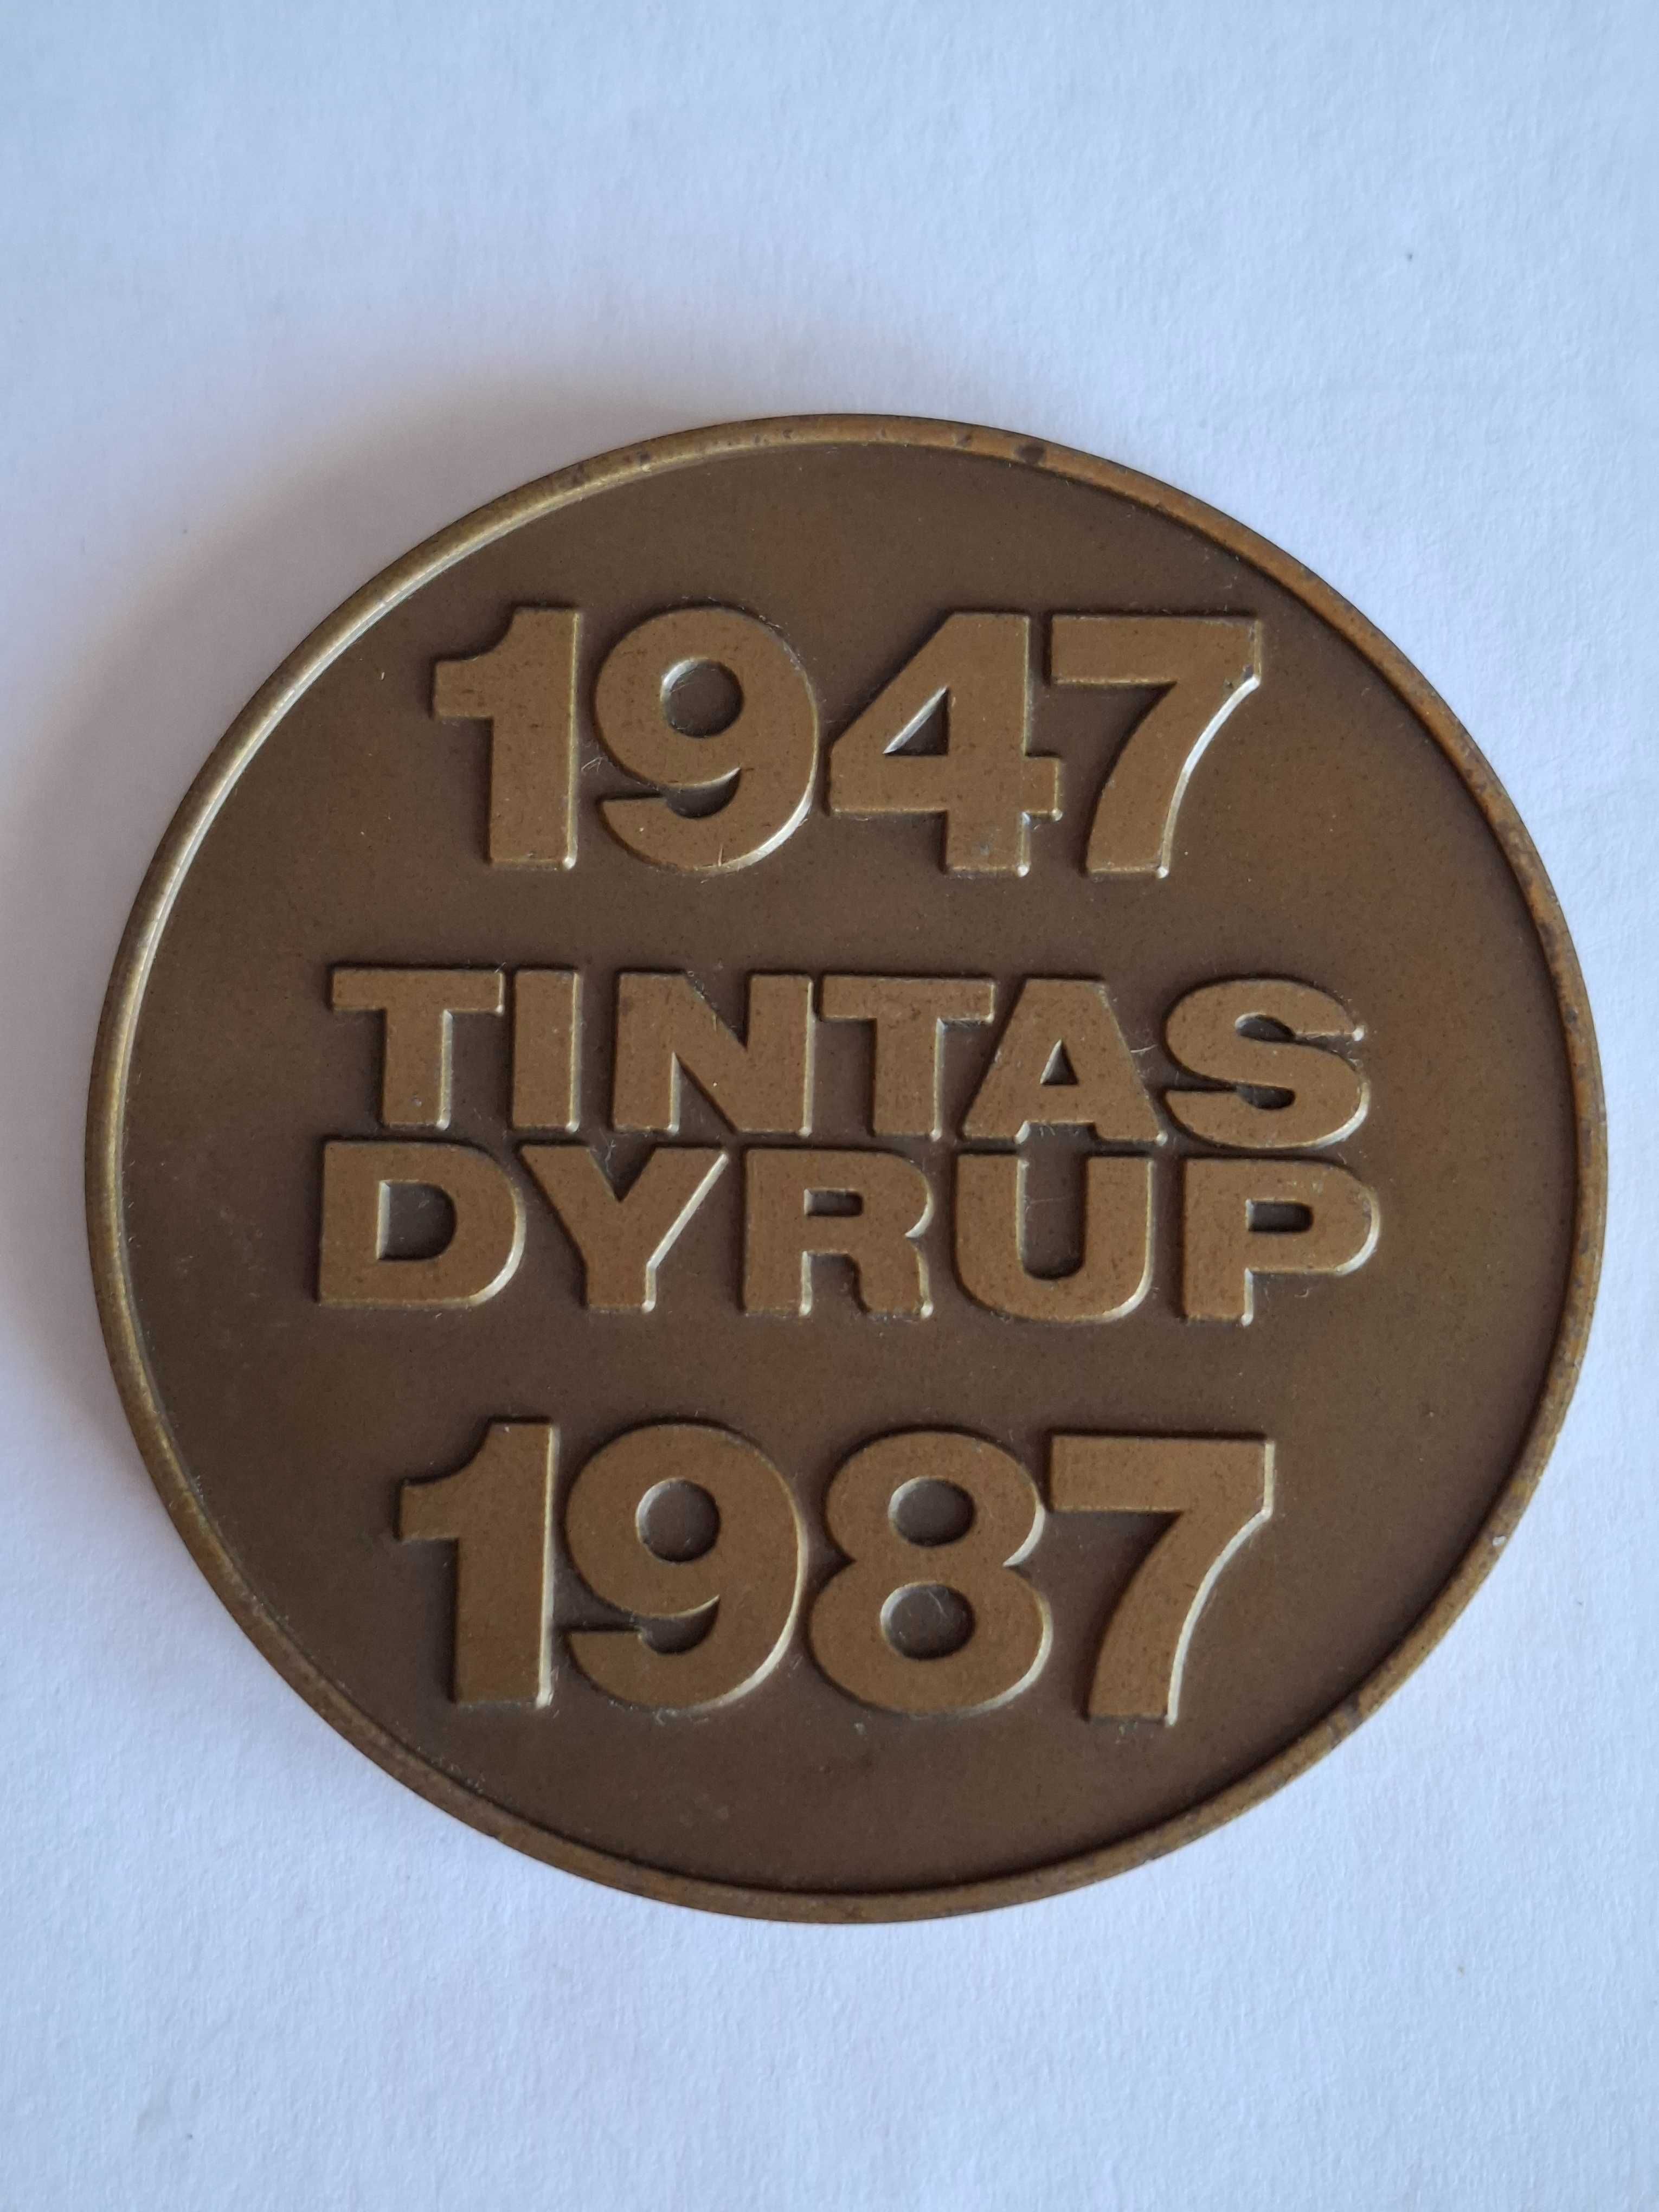 1947
TINTAS
DYRUP
1987